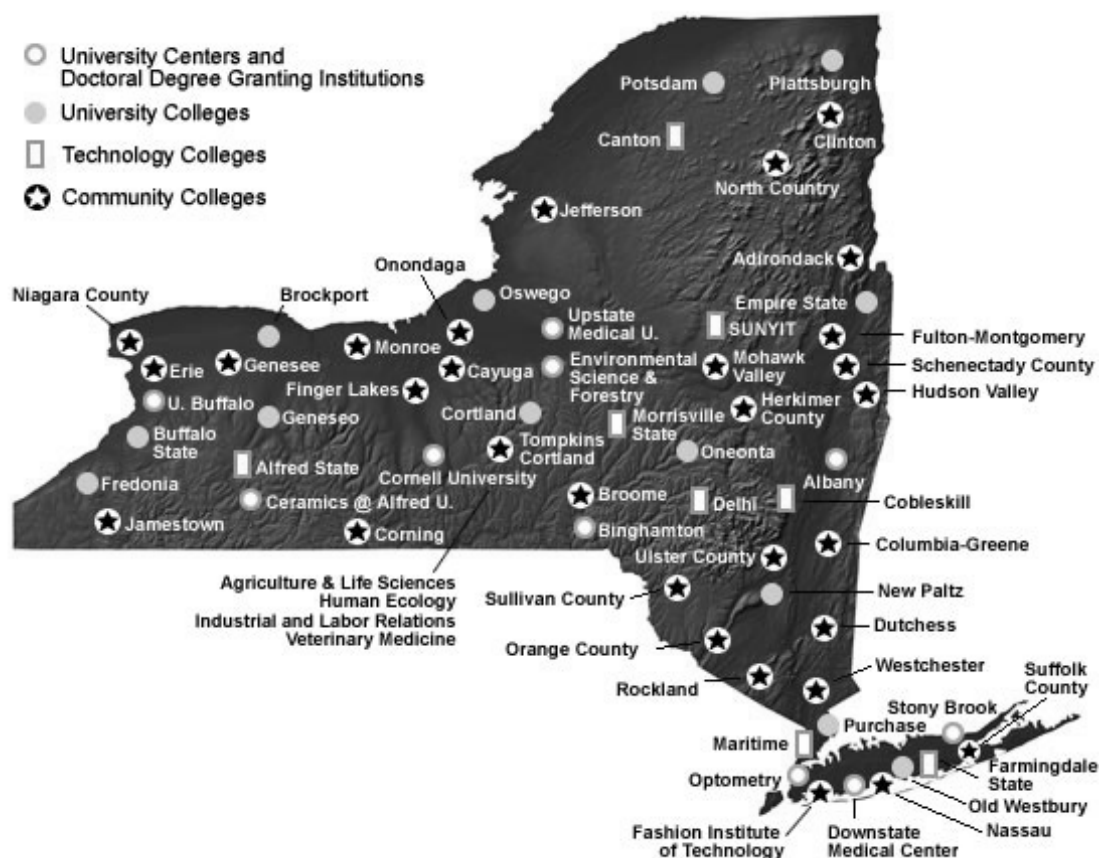 University Centers and
Doctoral Degree Granting Institutions
University Colleges
Technology Colleges
Community Colleges
Potsdam
Plattsburgh
Canton
Clinton
North Country
Jefferson
Adirondack
Onondaga
Niagara County
Brockport
Oswego
Empire State
Upstate
Medical U.
SUNYIT
Fulton-Montgomery
Monroe
Erie
Genesee
Cayuga
Environmental
Science &
Forestry
Mohawk
Valley
Schenectady County
Finger Lakes
Hudson Valley
U. Buffalo
Geneseo
Cortland
Morrisville
State
Herkimer
County
Buffalo
State
Tompkins
Cortland
Oneonta
Alfred State
Cornell University
Albany
Fredonia
Ceramics @ Alfred U.
Broome
Delhi
Cobleskill
Jamestown
Corning
Binghamton
Columbia-Greene
Ulster County
Agriculture & Life Sciences
Human Ecology
Industrial and Labor Relations
Veterinary Medicine
Sullivan County
New Paltz
Dutchess
Orange County
Westchester
Suffolk
County
Rockland
Stony Brook
Purchase
Maritime
Optometry
Farmingdale
State
Old Westbury
Nassau
Fashion Institute
of Technology
Downstate
Medical Center